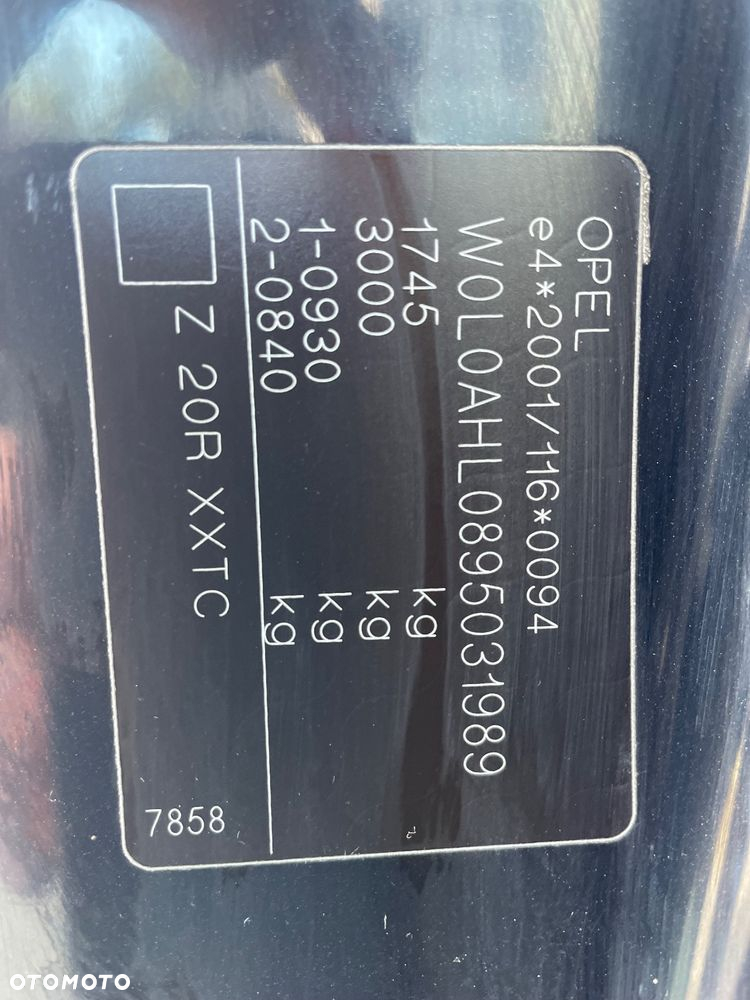 OPEL
e4*2001/116*0094
W0L0AHL0895031989
1745 kg
3000 kg
1-0930 kg
2-0840 kg
Z 20R XXTC
7858
OTOMOTO